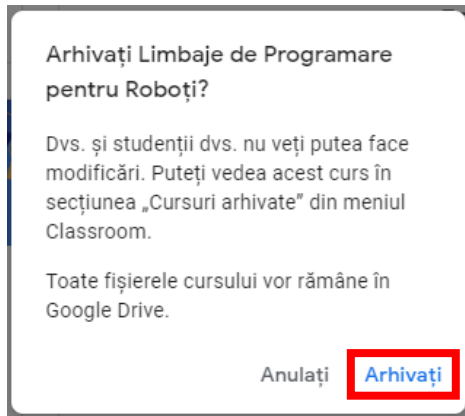 Arhivați Limbaje de Programare
pentru Roboți?
Dvs. și studenții dvs. nu veți putea face
modificări. Puteți vedea acest curs în
secțiunea „Cursuri arhivate” din meniul
Classroom.
Toate fișierele cursului vor rămâne în
Google Drive.
Anulați Arhivați